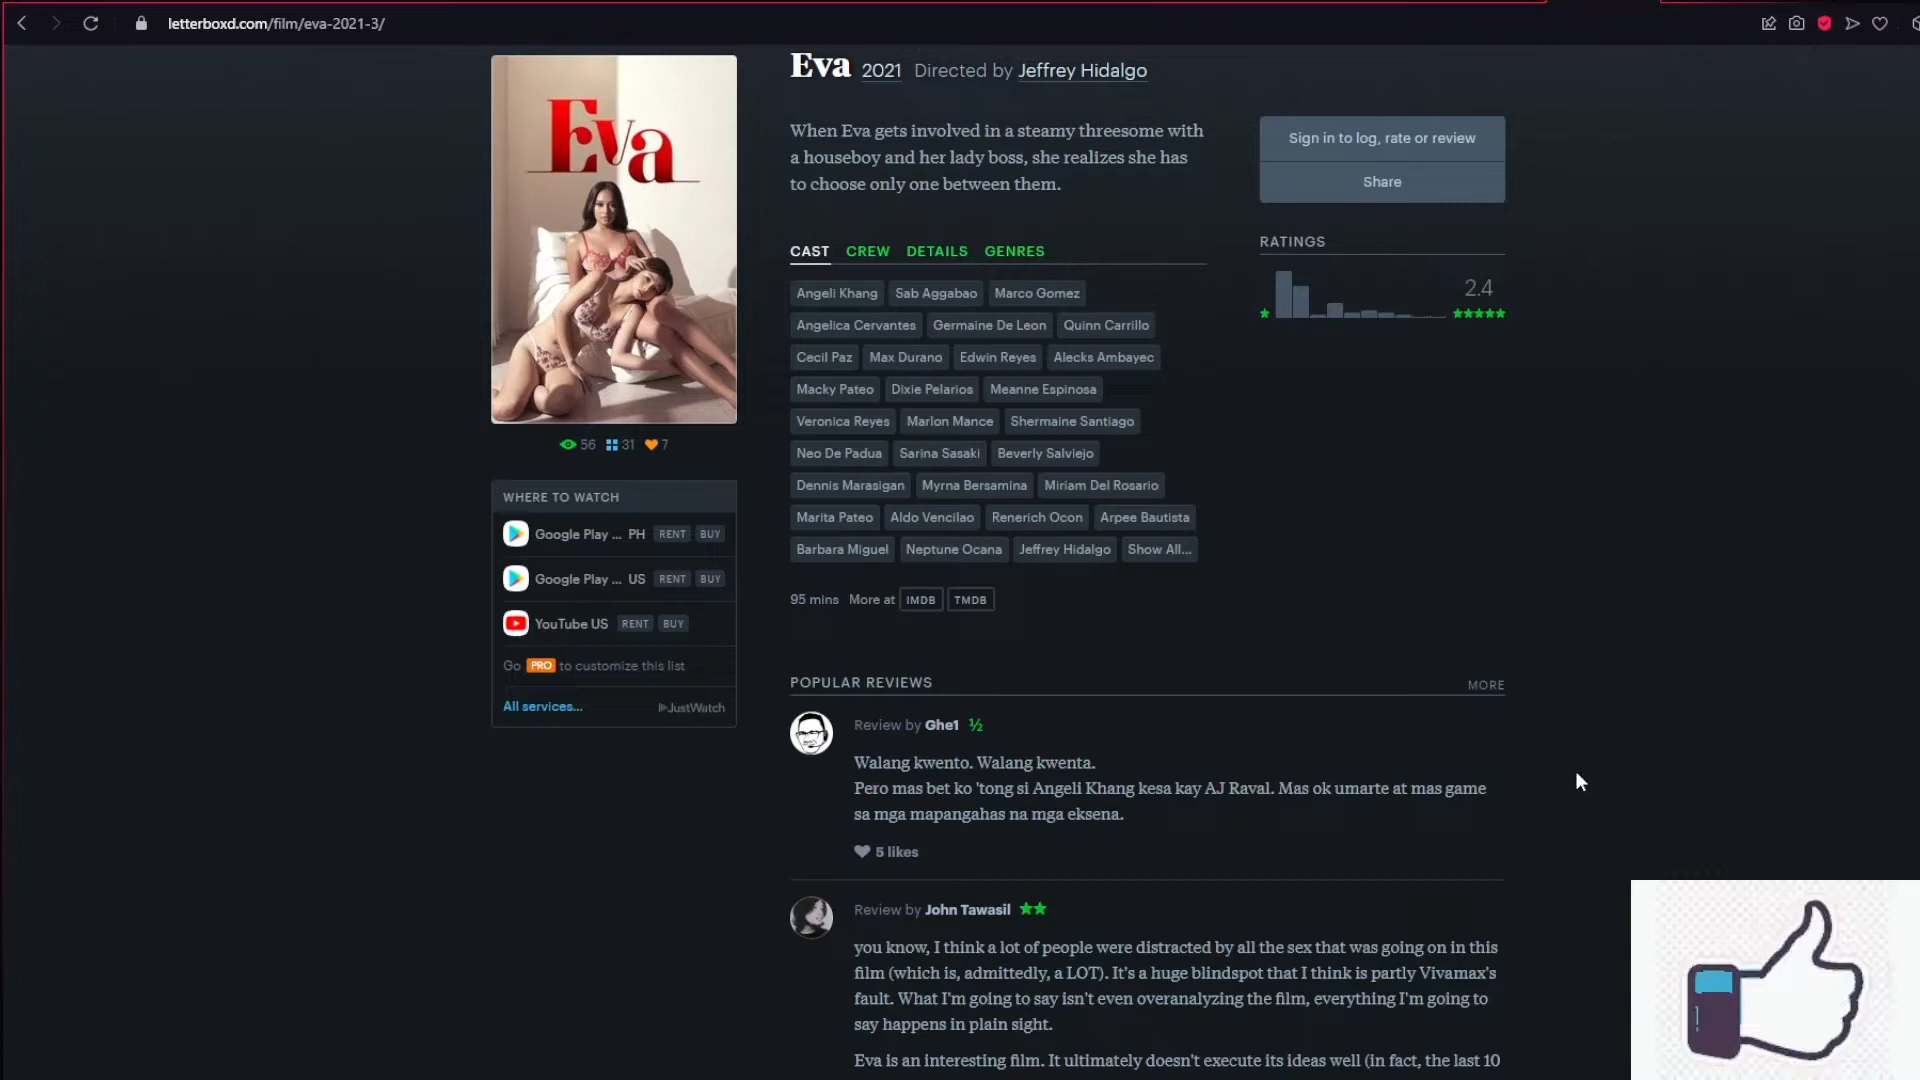 letterboxd.com/film/eva-2021-3/
Eva
Eva 2021 Directed by Jeffrey Hidalgo
When Eva gets involved in a steamy threesome with
a houseboy and her lady boss, she realizes she has
to choose only one between them.
Sign in to log, rate or review
Share
RATINGS
2.4
CAST CREW DETAILS GENRES
Angeli Khang Sab Aggabao Marco Gomez
Angelica Cervantes Germaine De Leon Quinn Carrillo
Cecil Paz Max Durano Edwin Reyes Alecks Ambayec
Macky Pateo Dixie Pelarios Meanne Espinosa
Veronica Reyes Marlon Mance Shermaine Santiago
Neo De Padua Sarina Sasaki Beverly Salviejo
Dennis Marasigan Myrna Bersamina Miriam Del Rosario
Marita Pateo Aldo Vencilao Renerich Ocon Arpee Bautista
Barbara Miguel Neptune Ocana Jeffrey Hidalgo Show All...
95 mins More at IMDB TMDB
56 31 7
WHERE TO WATCH
Google Play ... PH RENT BUY
Google Play ... US RENT BUY
YouTube US RENT BUY
Go PRO to customize this list
All services... JustWatch
POPULAR REVIEWS MORE
Review by Ghe1 ½
Walang kwento. Walang kwenta.
Pero mas bet ko 'tong si Angeli Khang kesa kay AJ Raval. Mas ok umarte at mas game
sa mga mapangahas na mga eksena.
5 likes
Review by John Tawasil ★★
you know, I think a lot of people were distracted by all the sex that was going on in this
film (which is, admittedly, a LOT). It's a huge blindspot that I think is partly Vivamax's
fault. What I'm going to say isn't even overanalyzing the film, everything I'm going to
say happens in plain sight.
Eva is an interesting film. It ultimately doesn't execute its ideas well (in fact, the last 10